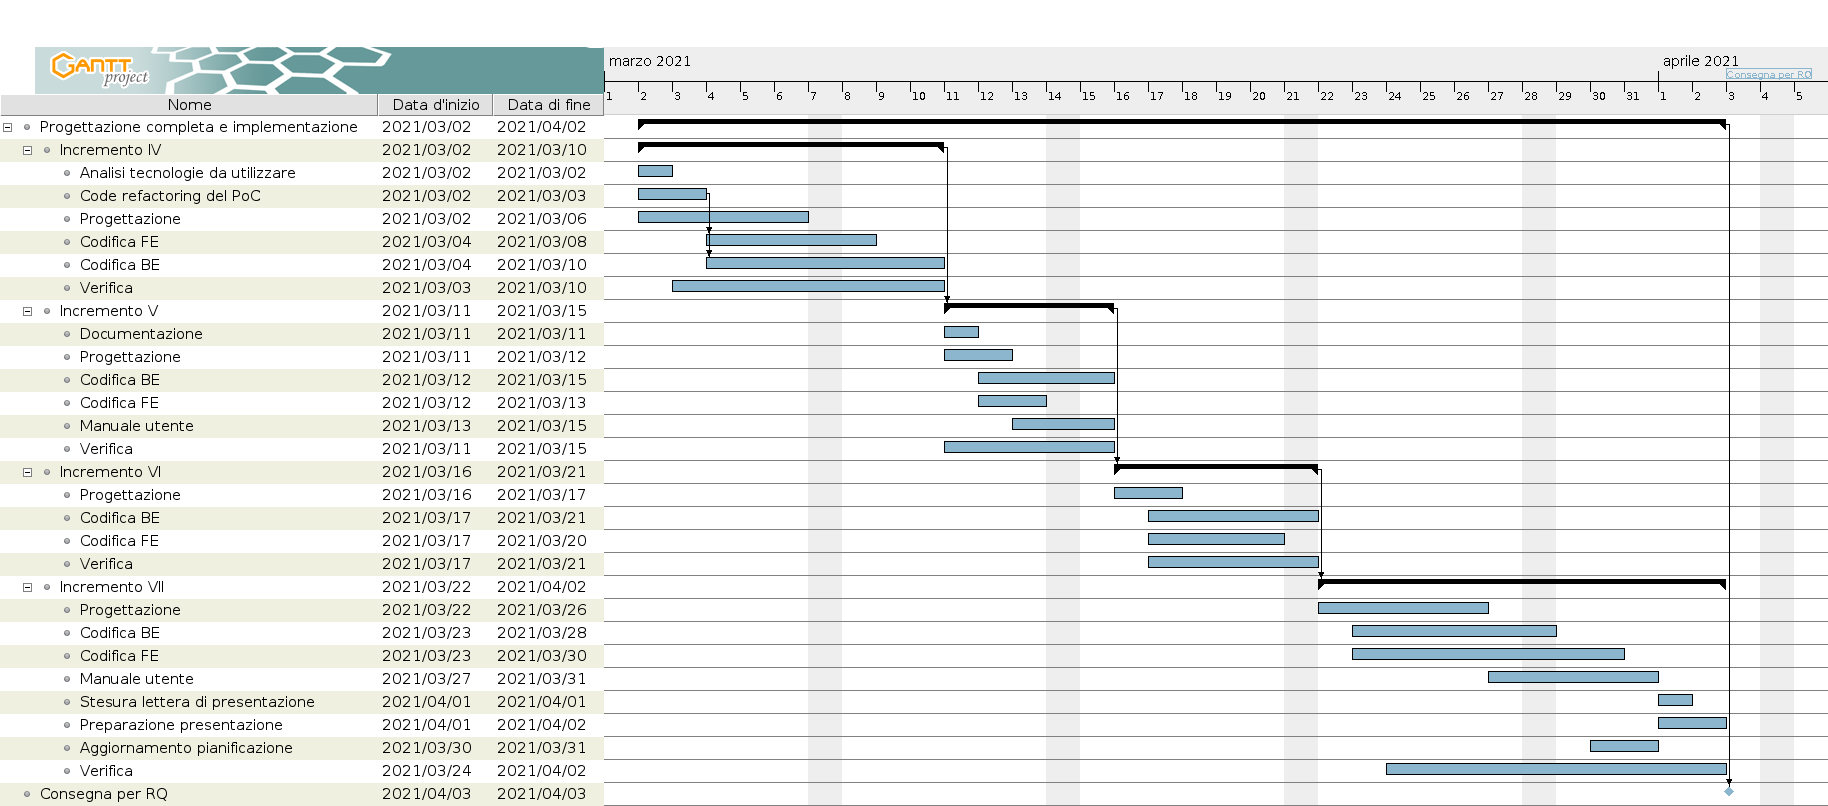 GANTT
project
marzo 2021
aprile 2021
Consegna per RQ
1 2 3 4 5 6 7 8 9 10 11 12 13 14 15 16 17 18 19 20 21 22 23 24 25 26 27 28 29 30 31 1 2 3 4 5
Nome Data d'inizio Data di fine
Progettazione completa e implementazione 2021/03/02 2021/04/02
Incremento IV 2021/03/02 2021/03/10
Analisi tecnologie da utilizzare 2021/03/02 2021/03/02
Code refactoring del PoC 2021/03/02 2021/03/03
Progettazione 2021/03/02 2021/03/06
Codifica FE 2021/03/04 2021/03/08
Codifica BE 2021/03/04 2021/03/10
Verifica 2021/03/03 2021/03/10
Incremento V 2021/03/11 2021/03/15
Documentazione 2021/03/11 2021/03/11
Progettazione 2021/03/11 2021/03/12
Codifica BE 2021/03/12 2021/03/15
Codifica FE 2021/03/12 2021/03/13
Manuale utente 2021/03/13 2021/03/15
Verifica 2021/03/11 2021/03/15
Incremento VI 2021/03/16 2021/03/21
Progettazione 2021/03/16 2021/03/17
Codifica BE 2021/03/17 2021/03/21
Codifica FE 2021/03/17 2021/03/20
Verifica 2021/03/17 2021/03/21
Incremento VII 2021/03/22 2021/04/02
Progettazione 2021/03/22 2021/03/26
Codifica BE 2021/03/23 2021/03/28
Codifica FE 2021/03/23 2021/03/30
Manuale utente 2021/03/27 2021/03/31
Stesura lettera di presentazione 2021/04/01 2021/04/01
Preparazione presentazione 2021/04/01 2021/04/02
Aggiornamento pianificazione 2021/03/30 2021/03/31
Verifica 2021/03/24 2021/04/02
Consegna per RQ 2021/04/03 2021/04/03